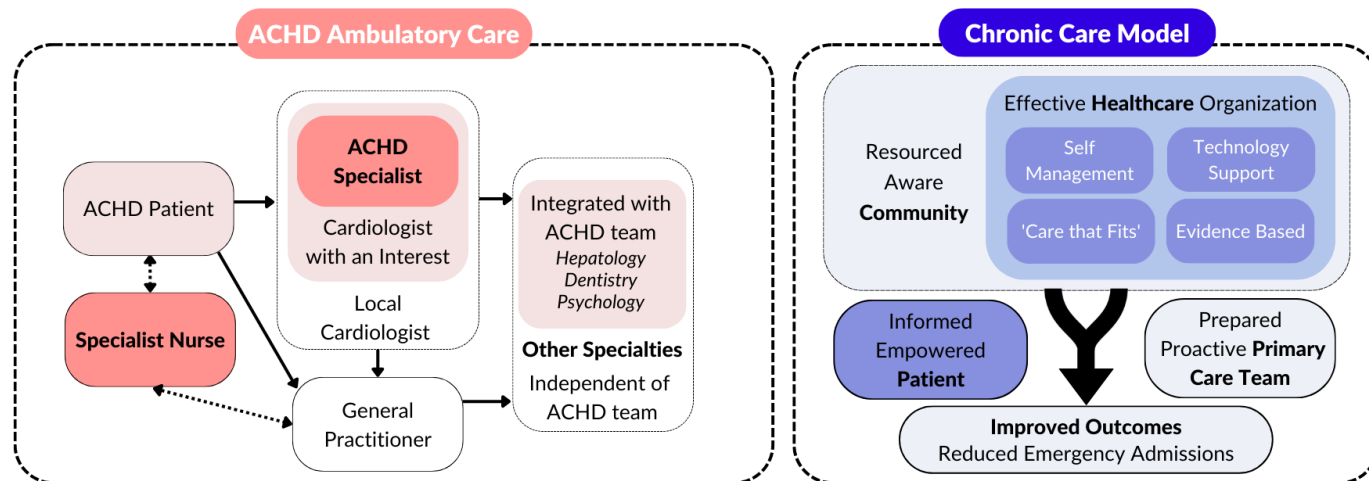 ACHD Ambulatory Care
ACHD Patient
Specialist Nurse
ACHD
Specialist
Cardiologist
with an Interest
Local
Cardiologist
General
Practitioner
Integrated with
ACHD team
Hepatology
Dentistry
Psychology
Other Specialties
Independent of
ACHD team
Chronic Care Model
Resourced
Aware
Community
Effective Healthcare Organization
Self
Management
Technology
Support
'Care that Fits'
Evidence Based
Informed
Empowered
Patient
Prepared
Proactive Primary
Care Team
Improved Outcomes
Reduced Emergency Admissions